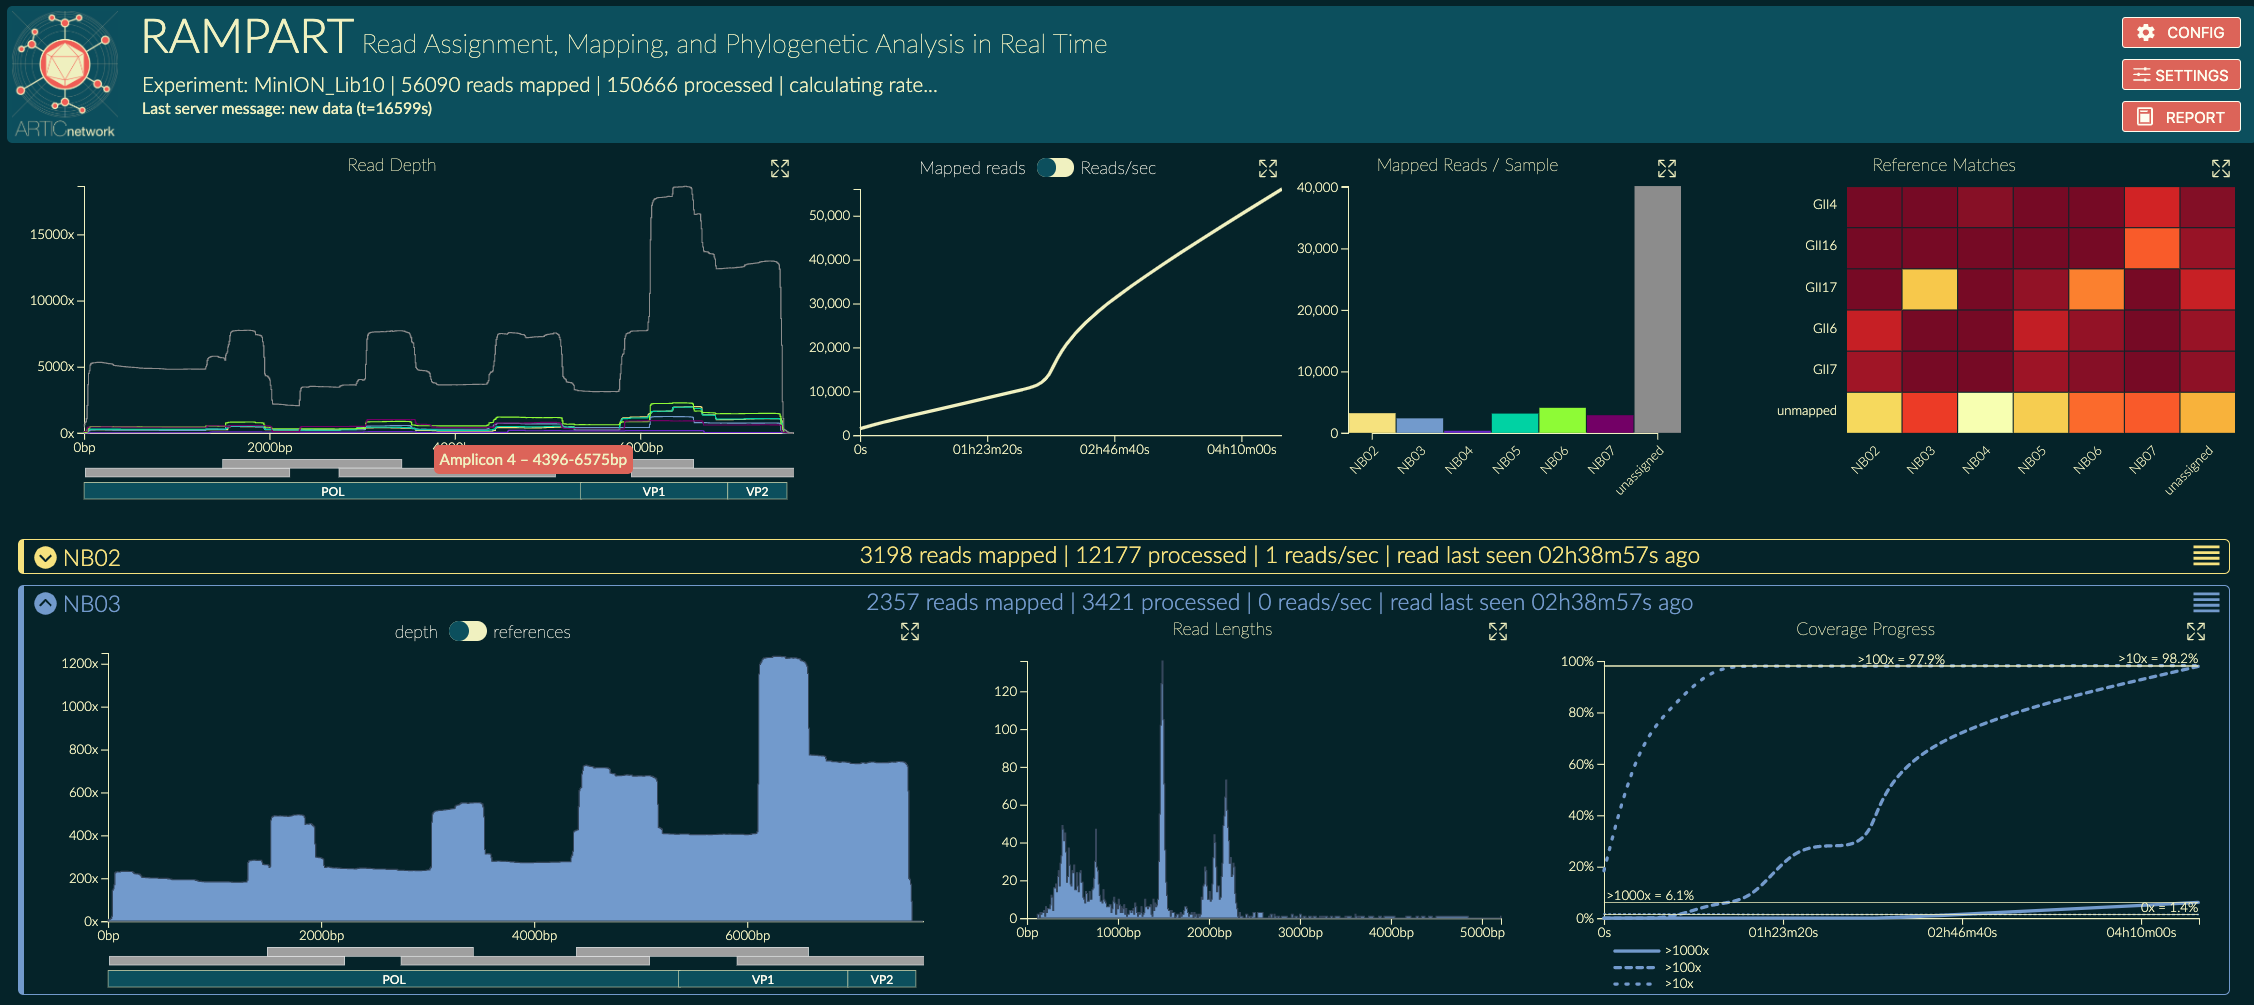 RAMPART Read Assignment, Mapping, and Phylogenetic Analysis in Real Time
Experiment: MinION_Lib10 | 56090 reads mapped | 150666 processed | calculating rate...
Last server message: new data (t=16599s)
ARTICnetwork
CONFIG
SETTINGS
REPORT
Read Depth
15000x
10000x
5000x
0x
0bp
2000bp
Amplicon 4 – 4396-6575bp
POL
VP1
VP2
Mapped reads
Reads/sec
50,000
40,000
30,000
20,000
10,000
0
0s
01h23m20s
02h46m40s
04h10m00s
Mapped Reads / Sample
40,000
30,000
20,000
10,000
0
NB02
NB03
NB04
NB05
NB06
NB07
unassigned
Reference Matches
GII4
GII16
GII17
GII6
GII7
unmapped
NB02
NB03
NB04
NB05
NB06
NB07
unassigned
NB02
3198 reads mapped | 12177 processed | 1 reads/sec | read last seen 02h38m57s ago
NB03
2357 reads mapped | 3421 processed | 0 reads/sec | read last seen 02h38m57s ago
depth
references
1200x
1000x
800x
600x
400x
200x
0x
0bp
2000bp
4000bp
6000bp
POL
VP1
VP2
Read Lengths
120
100
80
60
40
20
0
0bp
1000bp
2000bp
3000bp
4000bp
5000bp
Coverage Progress
100%
80%
60%
40%
20%
0%
>100x = 97.9%
>10x = 98.2%
>1000x = 6.1%
0x = 1.4%
0s
01h23m20s
02h46m40s
04h10m00s
>1000x
>100x
>10x